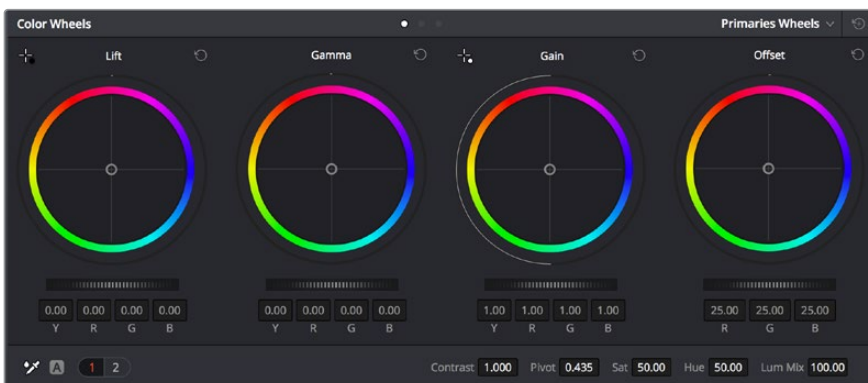 Color Wheels Primaries Wheels
Lift Gamma Gain Offset
0.00 0.00 0.00 0.00 0.00 0.00 0.00 0.00 1.00 1.00 1.00 1.00 25.00 25.00 25.00
Y R G B Y R G B Y R G B R G B
A 1 2 Contrast 1.000 Pivot 0.435 Sat 50.00 Hue 50.00 Lum Mix 100.00